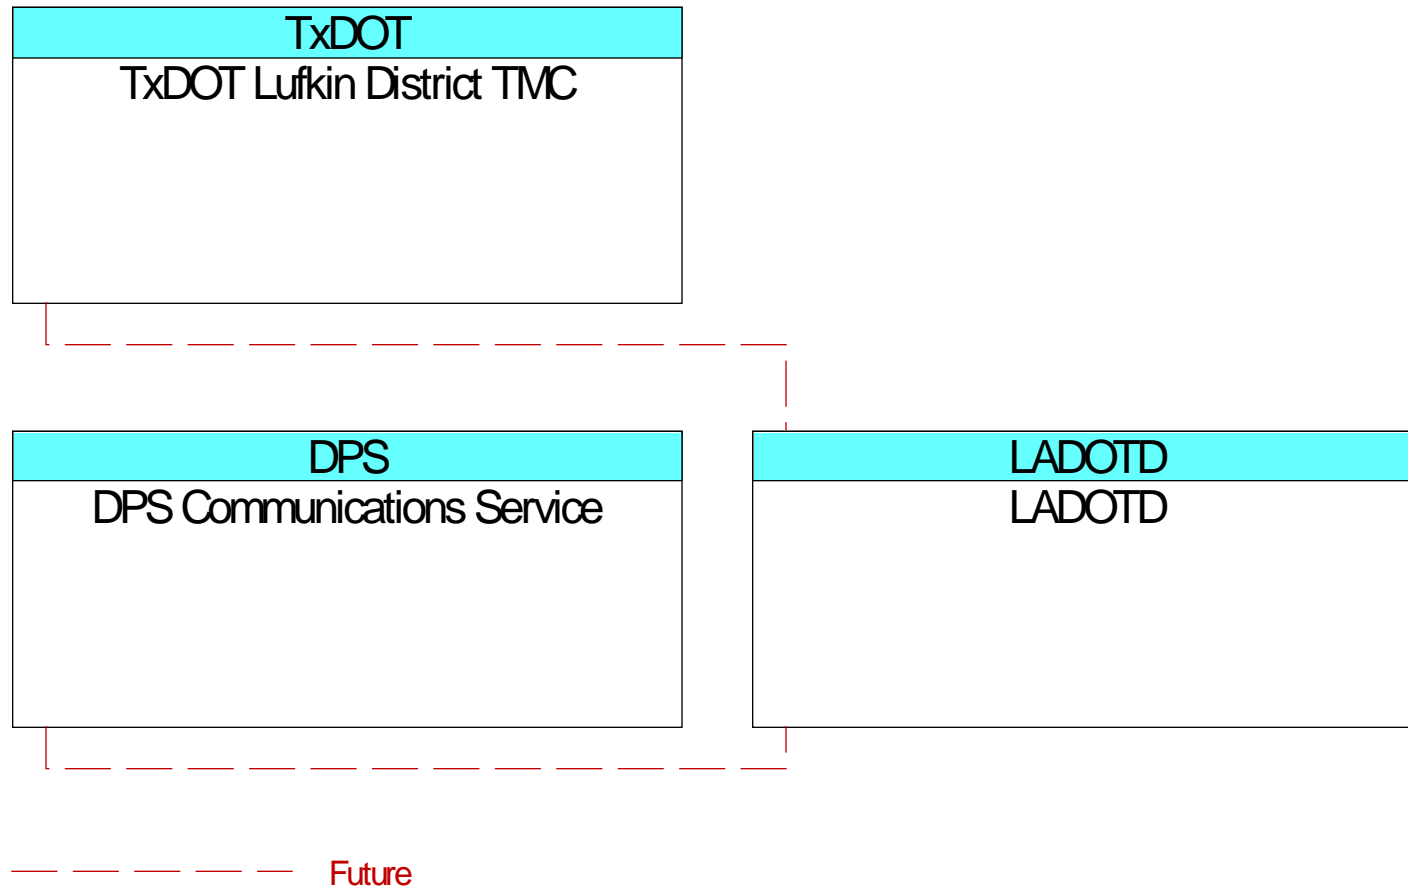 TxDOT
TxDOT Lufkin District TMC
DPS
DPS Communications Service
LADOTD
LADOTD
Future